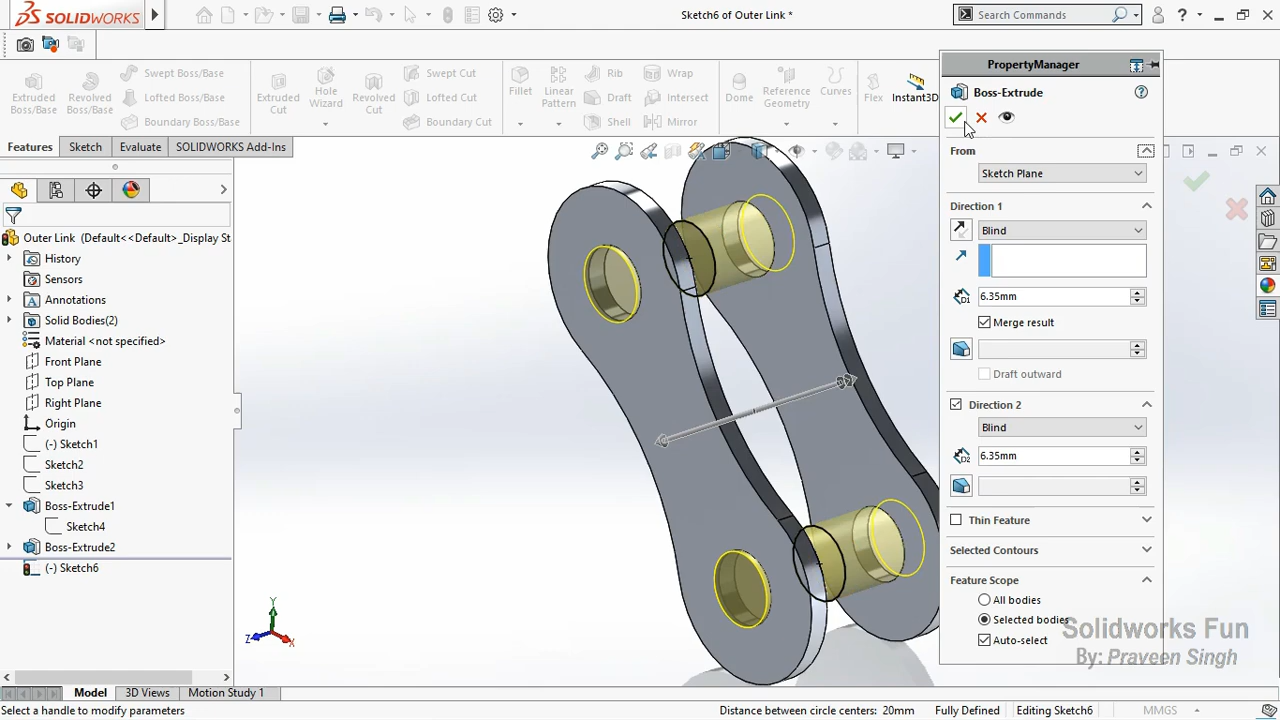 SOLIDWORKS
Sketch6 of Outer Link *
Search Commands
?
Extruded
Boss/Base
Revolved
Boss/Base
Swept Boss/Base
Lofted Boss/Base
Boundary Boss/Base
Extruded
Cut
Hole
Wizard
Revolved
Cut
Swept Cut
Lofted Cut
Boundary Cut
Fillet
Linear
Pattern
Rib
Draft
Shell
Wrap
Intersect
Mirror
Dome
Reference
Geometry
Curves
Flex
Instant3D
Features
Sketch
Evaluate
SOLIDWORKS Add-Ins
Outer Link (Default<<Default>_Display St
History
Sensors
Annotations
Solid Bodies(2)
Material <not specified>
Front Plane
Top Plane
Right Plane
Origin
(-) Sketch1
Sketch2
Sketch3
Boss-Extrude1
Sketch4
Boss-Extrude2
(-) Sketch6
Y
Z
X
PropertyManager
Boss-Extrude
?
From
Sketch Plane
Direction 1
Blind
6.35mm
Merge result
Draft outward
Direction 2
Blind
6.35mm
Thin Feature
Selected Contours
Feature Scope
All bodies
Selected bodies
Auto-select
Solidworks Fun
By: Praveen Singh
Model
3D Views
Motion Study 1
Select a handle to modify parameters
Distance between circle centers: 20mm
Fully Defined
Editing Sketch6
MMGS